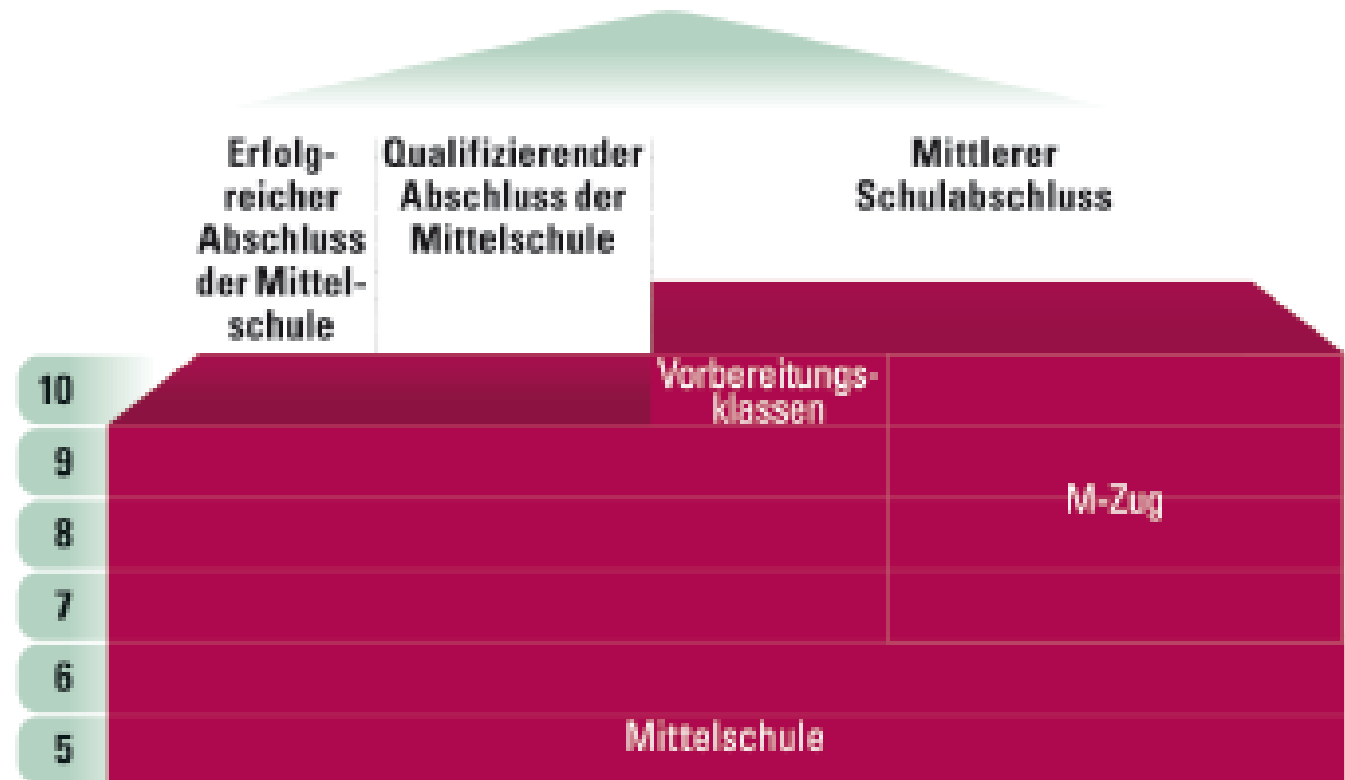 Erfolg-
reicher
Abschluss
der Mittel-
schule
Qualifizierender
Abschluss der
Mittelschule
Mittlerer
Schulabschluss
10
Vorbereitungs-
klassen
9
M-Zug
8
7
6
5
Mittelschule